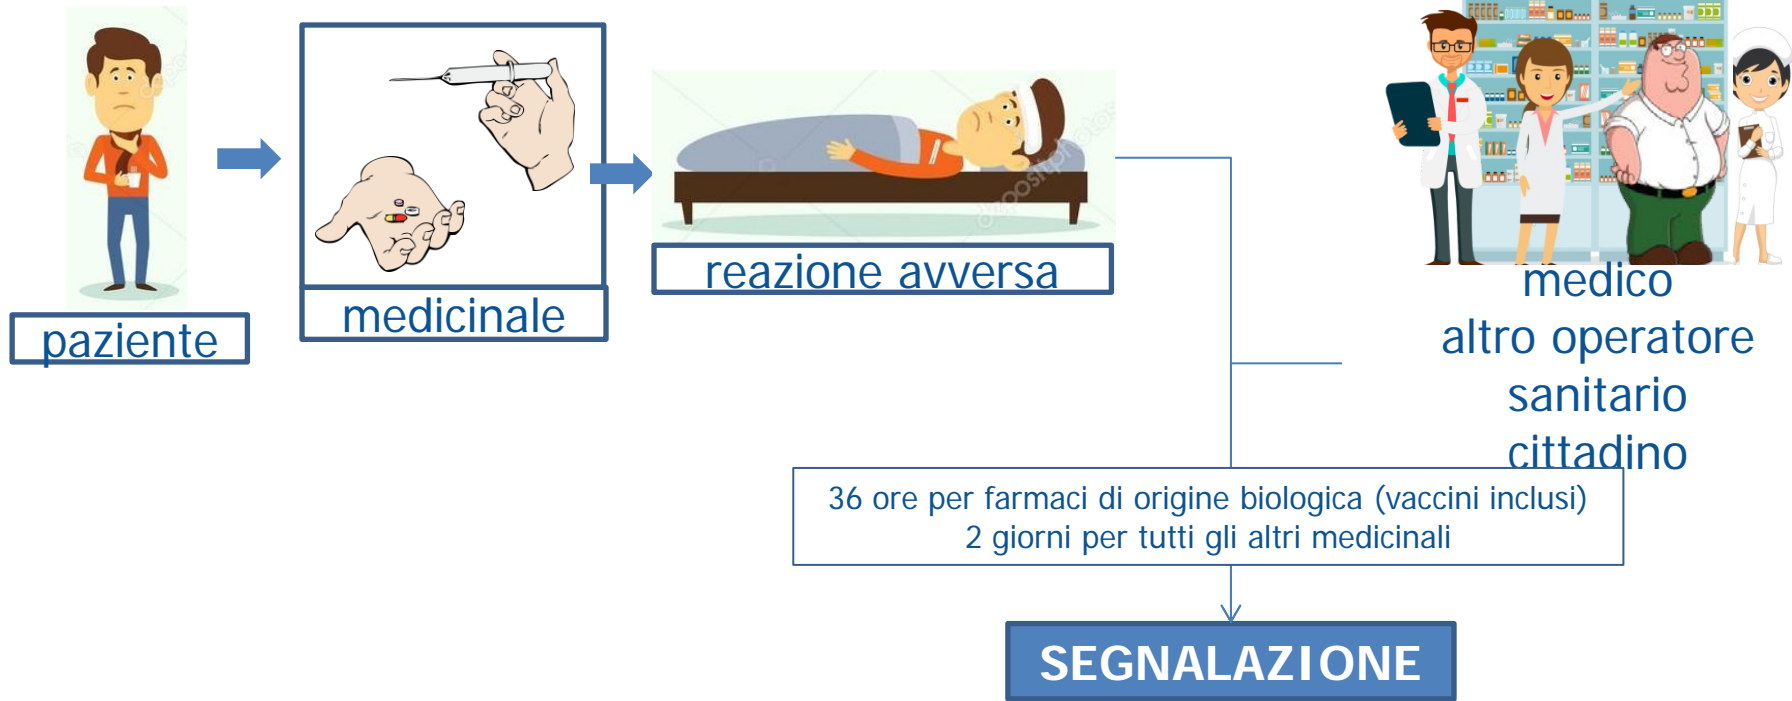 paziente
medicinale
reazione avversa
medico
altro operatore
sanitario
cittadino
36 ore per farmaci di origine biologica (vaccini inclusi)
2 giorni per tutti gli altri medicinali
SEGNALAZIONE